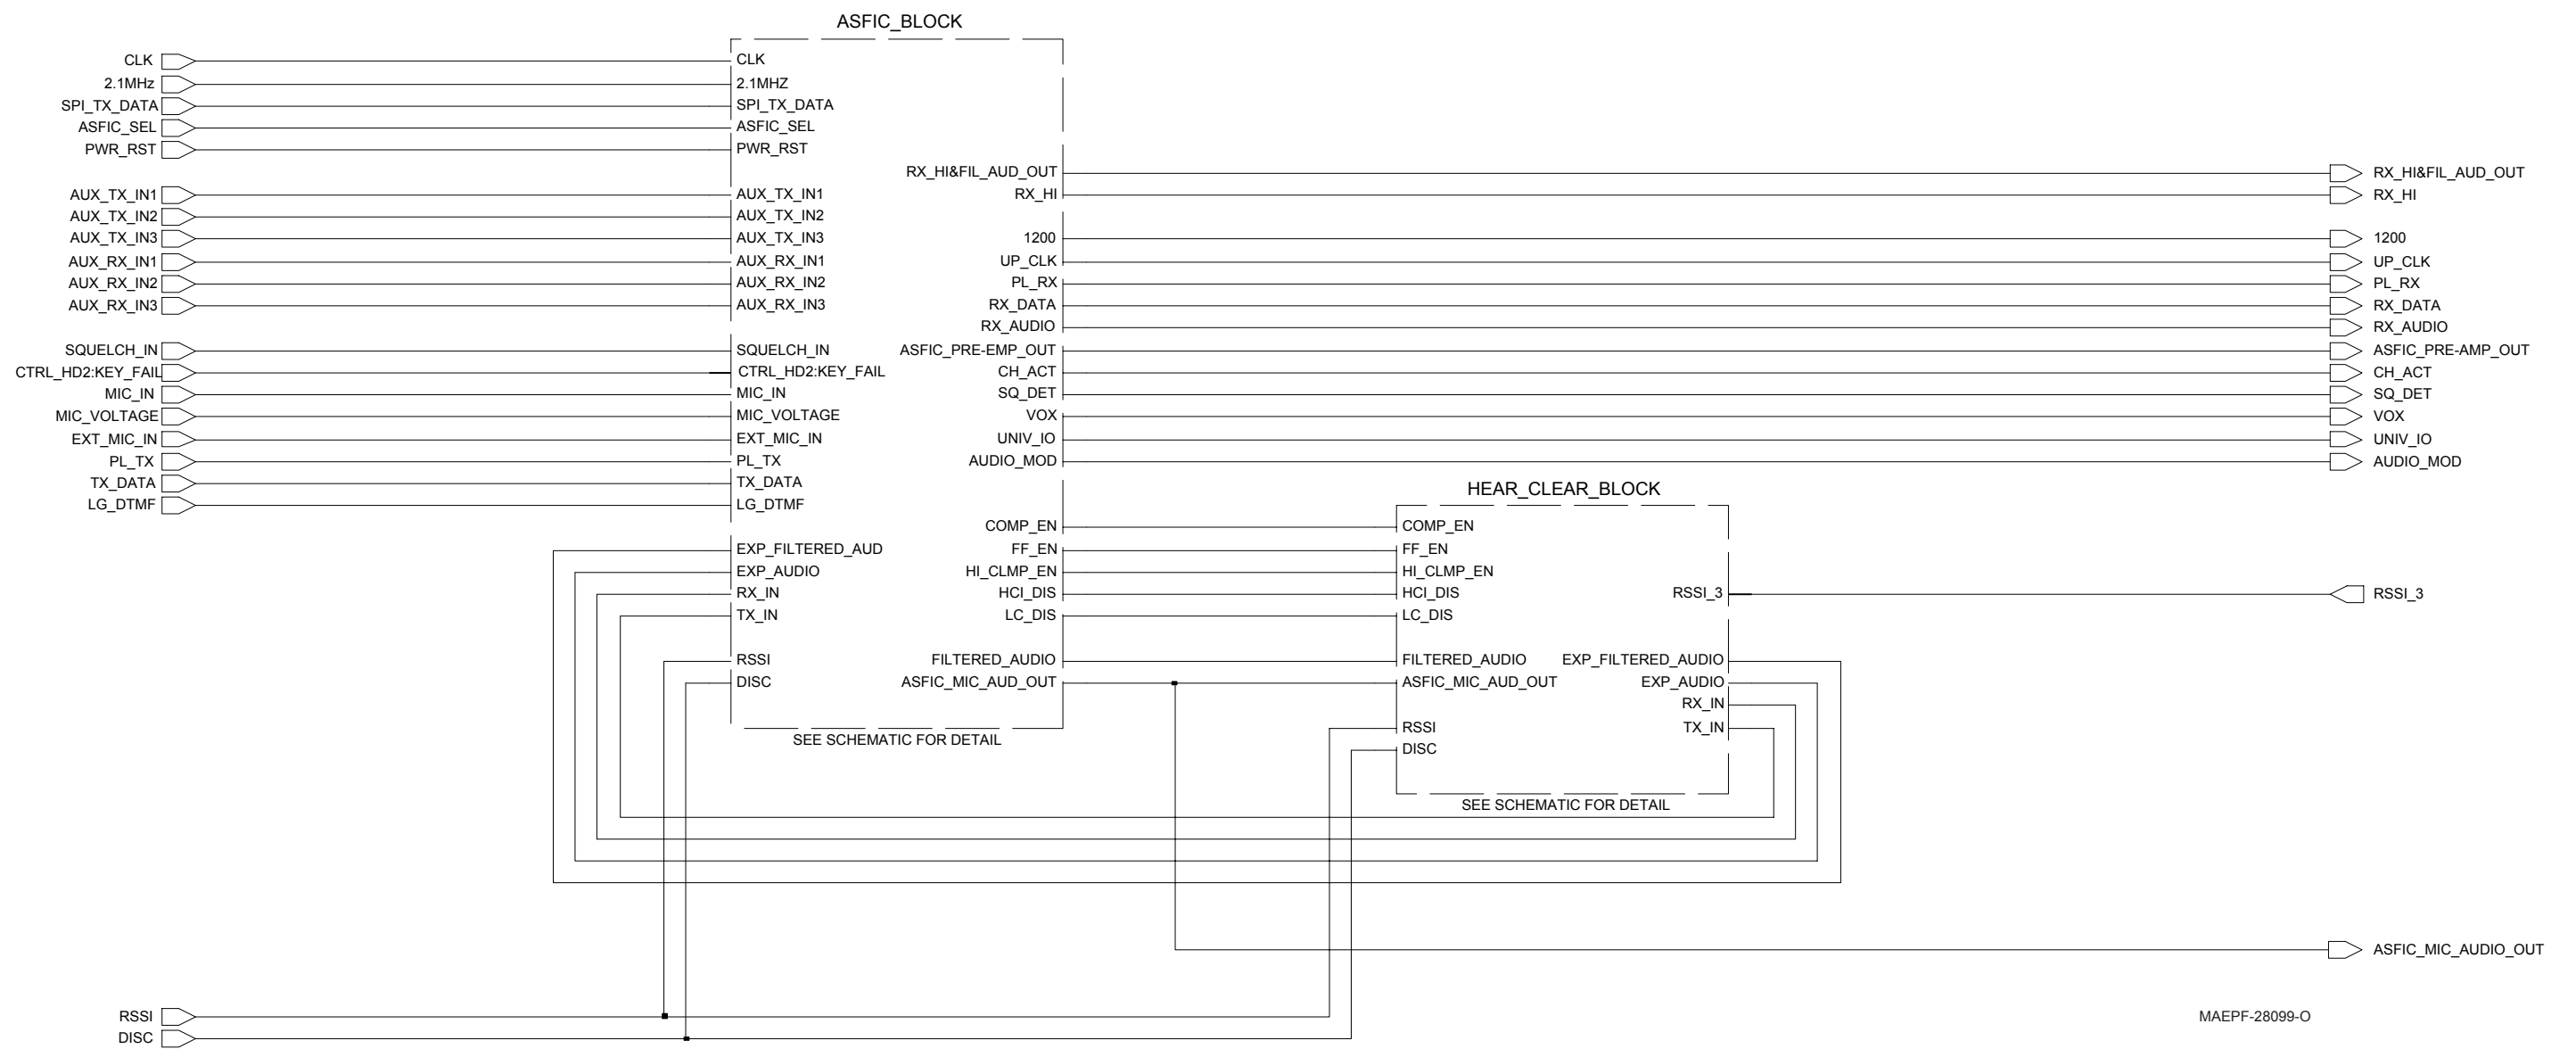 ASFIC_BLOCK
CLK CLK
2.1MHz 2.1MHZ
SPI_TX_DATA SPI_TX_DATA
ASFIC_SEL ASFIC_SEL
PWR_RST PWR_RST
RX_HI&FIL_AUD_OUT RX_HI&FIL_AUD_OUT
AUX_TX_IN1 AUX_TX_IN1 RX_HI RX_HI
AUX_TX_IN2 AUX_TX_IN2
AUX_TX_IN3 AUX_TX_IN3 1200 1200
AUX_RX_IN1 AUX_RX_IN1 UP_CLK UP_CLK
AUX_RX_IN2 AUX_RX_IN2 PL_RX PL_RX
AUX_RX_IN3 AUX_RX_IN3 RX_DATA RX_DATA
RX_AUDIO RX_AUDIO
SQUELCH_IN SQUELCH_IN ASFIC_PRE-EMP_OUT ASFIC_PRE-AMP_OUT
CTRL_HD2:KEY_FAIL CTRL_HD2:KEY_FAIL CH_ACT CH_ACT
MIC_IN MIC_IN SQ_DET SQ_DET
MIC_VOLTAGE MIC_VOLTAGE VOX VOX
EXT_MIC_IN EXT_MIC_IN UNIV_IO UNIV_IO
PL_TX PL_TX AUDIO_MOD AUDIO_MOD
TX_DATA TX_DATA
HEAR_CLEAR_BLOCK
LG_DTMF LG_DTMF
COMP_EN COMP_EN
EXP_FILTERED_AUD FF_EN FF_EN
EXP_AUDIO HI_CLMP_EN HI_CLMP_EN
RX_IN HCI_DIS HCI_DIS RSSI_3 RSSI_3
TX_IN LC_DIS LC_DIS
RSSI FILTERED_AUDIO FILTERED_AUDIO EXP_FILTERED_AUDIO
DISC ASFIC_MIC_AUD_OUT ASFIC_MIC_AUD_OUT EXP_AUDIO
RX_IN
RSSI TX_IN
SEE SCHEMATIC FOR DETAIL
DISC
SEE SCHEMATIC FOR DETAIL
ASFIC_MIC_AUDIO_OUT
RSSI MAEPF-28099-O
DISC